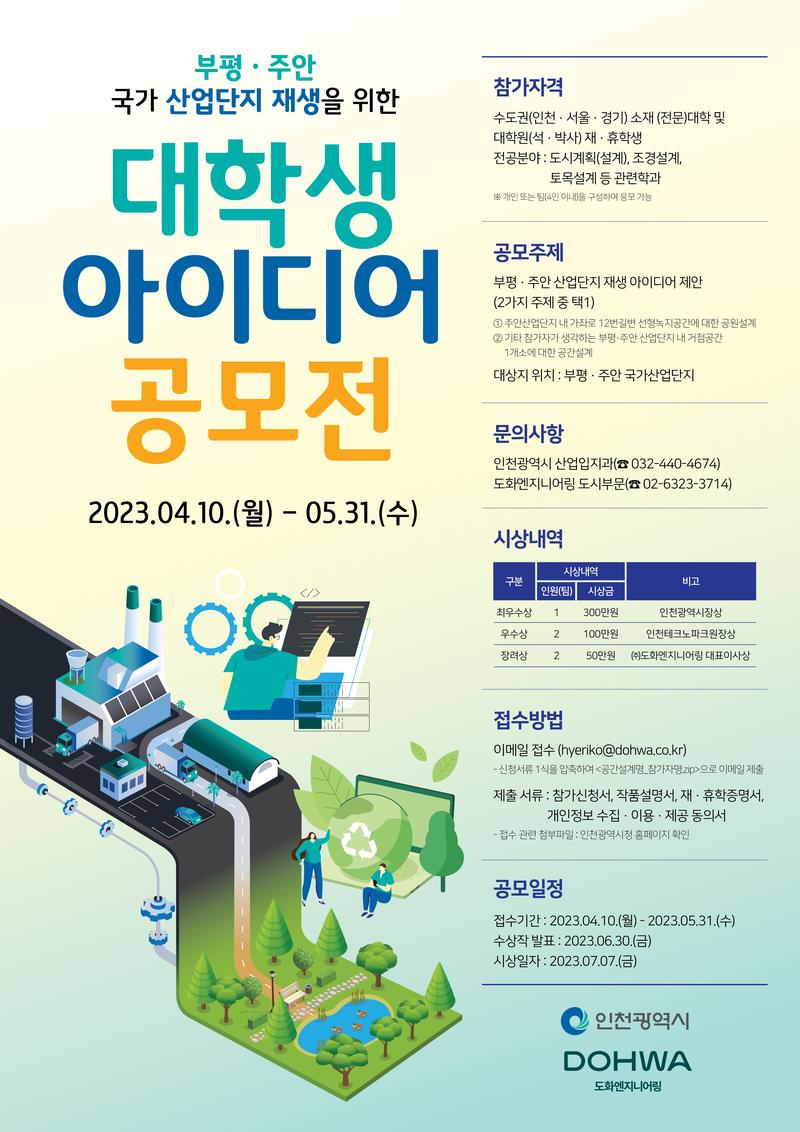 부평 · 주안
국가 산업단지 재생을 위한
대학생
아이디어
공모전
2023.04.10.(월) – 05.31.(수)
</>
참가자격
수도권(인천 · 서울 · 경기) 소재 (전문)대학 및
대학원(석 · 박사) 재 · 휴학생
전공분야 : 도시계획(설계), 조경설계,
토목설계 등 관련학과
※ 개인 또는 팀(4인 이내)을 구성하여 응모 가능
공모주제
부평 · 주안 산업단지 재생 아이디어 제안
(2가지 주제 중 택1)
① 주안산업단지 내 가좌로 12번길변 선형녹지공간에 대한 공원설계
② 기타 참가자가 생각하는 부평·주안 산업단지 내 거점공간
1개소에 대한 공간설계
대상지 위치 : 부평 · 주안 국가산업단지
문의사항
인천광역시 산업입지과(☎ 032-440-4674)
도화엔지니어링 도시부문(☎ 02-6323-3714)
시상내역
구분 시상내역 비고
인원(팀) 시상금
최우수상 1 300만원 인천광역시장상
우수상 2 100만원 인천테크노파크원장상
장려상 2 50만원 ㈜도화엔지니어링 대표이사상
접수방법
이메일 접수 (hyeriko@dohwa.co.kr)
- 신청서류 1식을 압축하여 <공간설계명_참가자명.zip>으로 이메일 제출
제출 서류 : 참가신청서, 작품설명서, 재 · 휴학증명서,
개인정보 수집 · 이용 · 제공 동의서
- 접수 관련 첨부파일 : 인천광역시청 홈페이지 확인
공모일정
접수기간 : 2023.04.10.(월) - 2023.05.31.(수)
수상작 발표 : 2023.06.30.(금)
시상일자 : 2023.07.07.(금)
인천광역시
DOHWA
도화엔지니어링